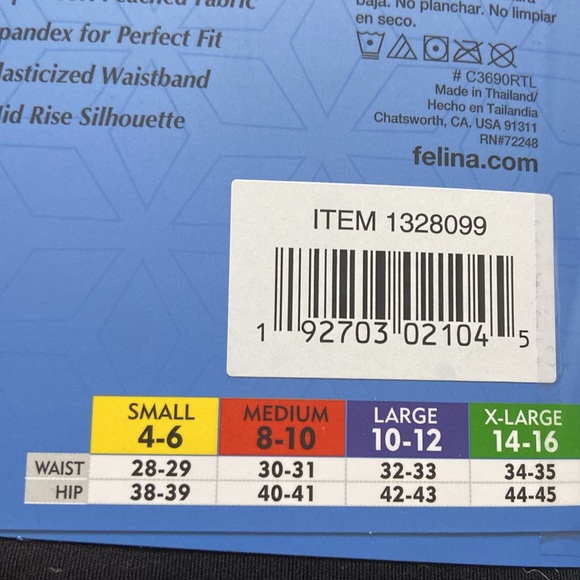 for Perfect Fit
Waistband
Rise Silhouette
baja. No planchar. No limpiar
en seco.
# C3690RTL
Made in Thailand/
Hecho en Tailandia
Chatsworth, CA. USA 91311
RN#72248
felina.com
ITEM 1328099
1 92703 02104 5
SMALL MEDIUM LARGE X-LARGE
4-6 8-10 10-12 14-16
WAIST 28-29 30-31 32-33 34-35
HIP 38-39 40-41 42-43 44-45